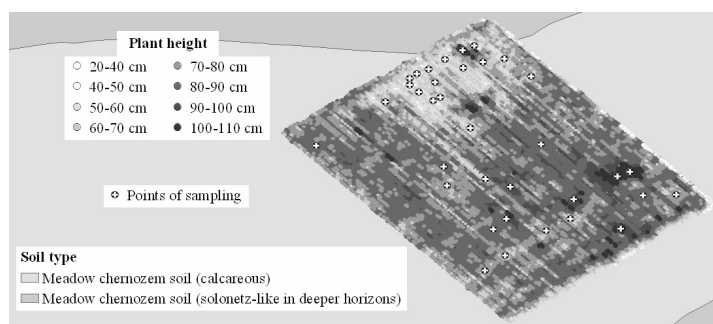 Plant height
20-40 cm
70-80 cm
40-50 cm
80-90 cm
50-60 cm
90-100 cm
60-70 cm
100-110 cm
Points of sampling
Soil type
Meadow chernozem soil (calcareous)
Meadow chernozem soil (solonetz-like in deeper horizons)